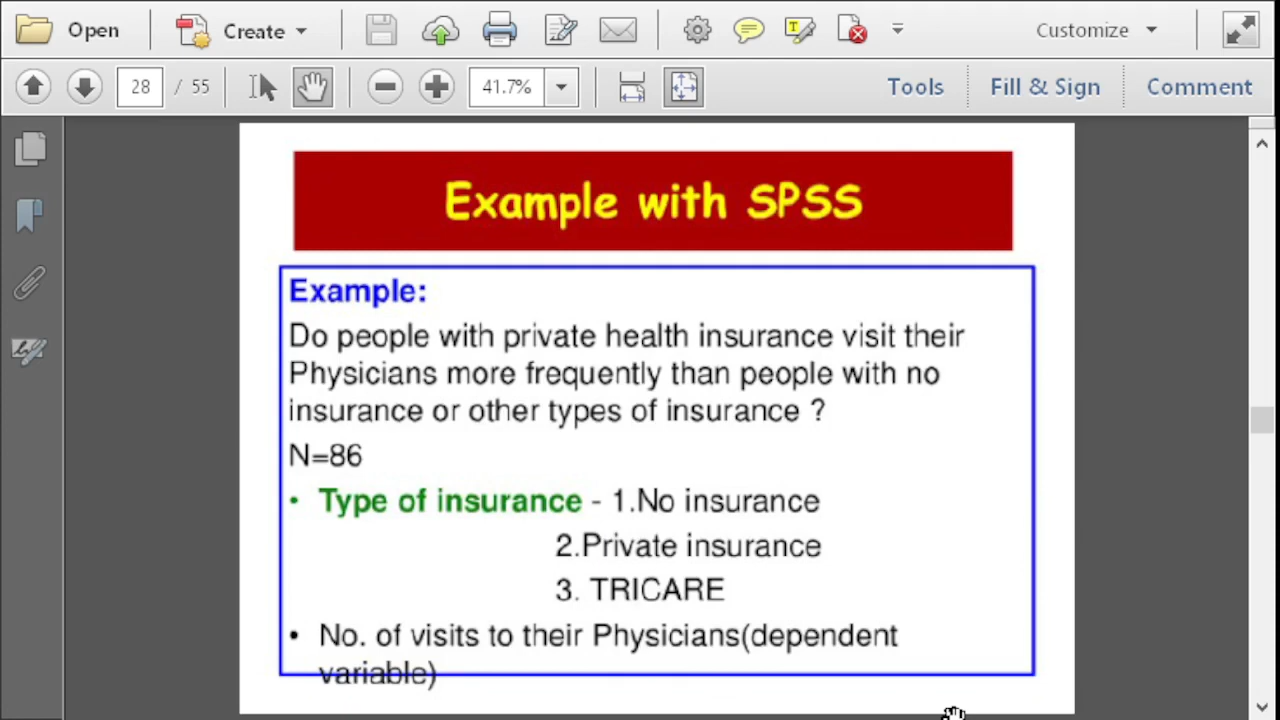 Open Create Customize
28 / 55 41.7% Tools Fill & Sign Comment
Example with SPSS
Example:
Do people with private health insurance visit their
Physicians more frequently than people with no
insurance or other types of insurance ?
N=86
• Type of insurance - 1.No insurance
2.Private insurance
3. TRICARE
• No. of visits to their Physicians(dependent
variable)